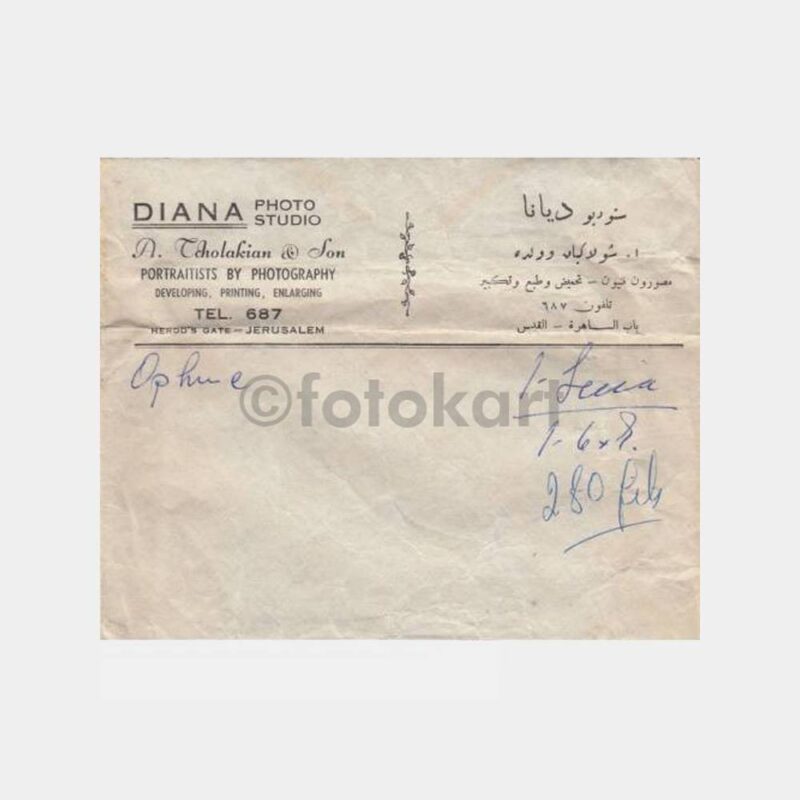 DIANA PHOTO STUDIO
A. Tcholakian & Son
PORTRAITISTS BY PHOTOGRAPHY
DEVELOPING, PRINTING, ENLARGING
TEL. 687
HEROD'S GATE — JERUSALEM
ستوديو ديانا
ا. شولاكيان وولده
مصورون فنيون - تحميض وطبع وتكبير
تلفون ٦٨٧
باب الساهرة - القدس
©fotokart
1-6x9.
280 fils